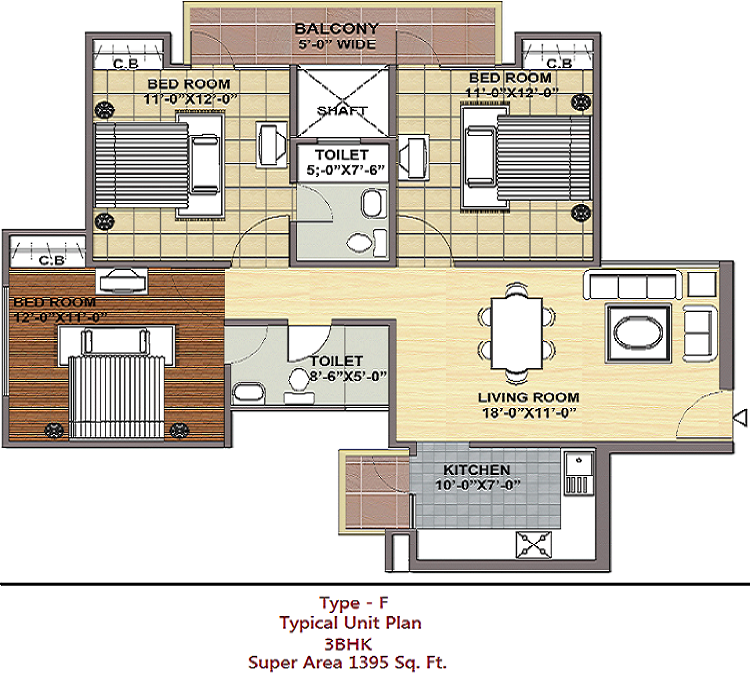 BALCONY
5'-0" WIDE
C.B
BED ROOM
11'-0"X12'-0"
SHAFT
BED ROOM
11'-0"X12'-0"
C.B
TOILET
5;-0"X7'-6"
C.B
BED ROOM
12'-0"X11'-0"
TOILET
8'-6"X5'-0"
LIVING ROOM
18'-0"X11'-0"
KITCHEN
10'-0"X7'-0"
Type - F
Typical Unit Plan
3BHK
Super Area 1395 Sq. Ft.